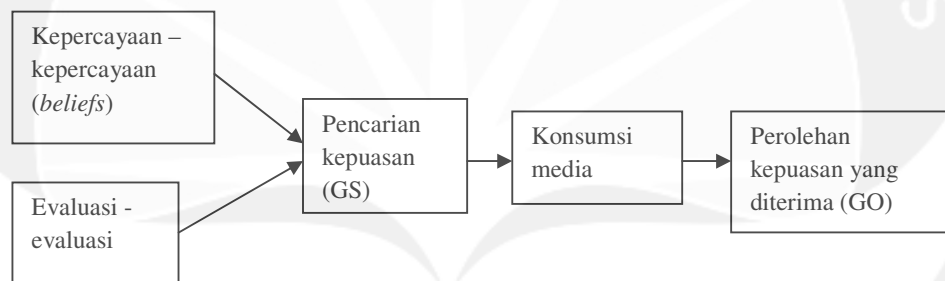 Kepercayaan –
kepercayaan
(beliefs)
Evaluasi -
evaluasi
Pencarian
kepuasan
(GS)
Konsumsi
media
Perolehan
kepuasan yang
diterima (GO)